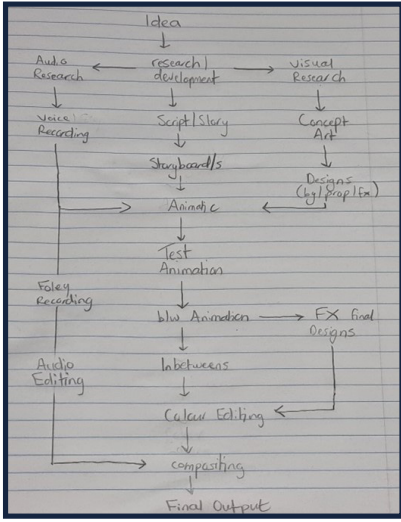 Idea
Audio
Research
research/
development
visual
Research
Voice
Recording
Script/Story
Concept
Art
Storyboard/s
Designs
(bg/prop/fx)
Animatic
Test
Animation
Foley
Recording
b/w Animation
FX final
Designs
Audio
Editing
Inbetweens
Colour Editing
compositing
Final Output